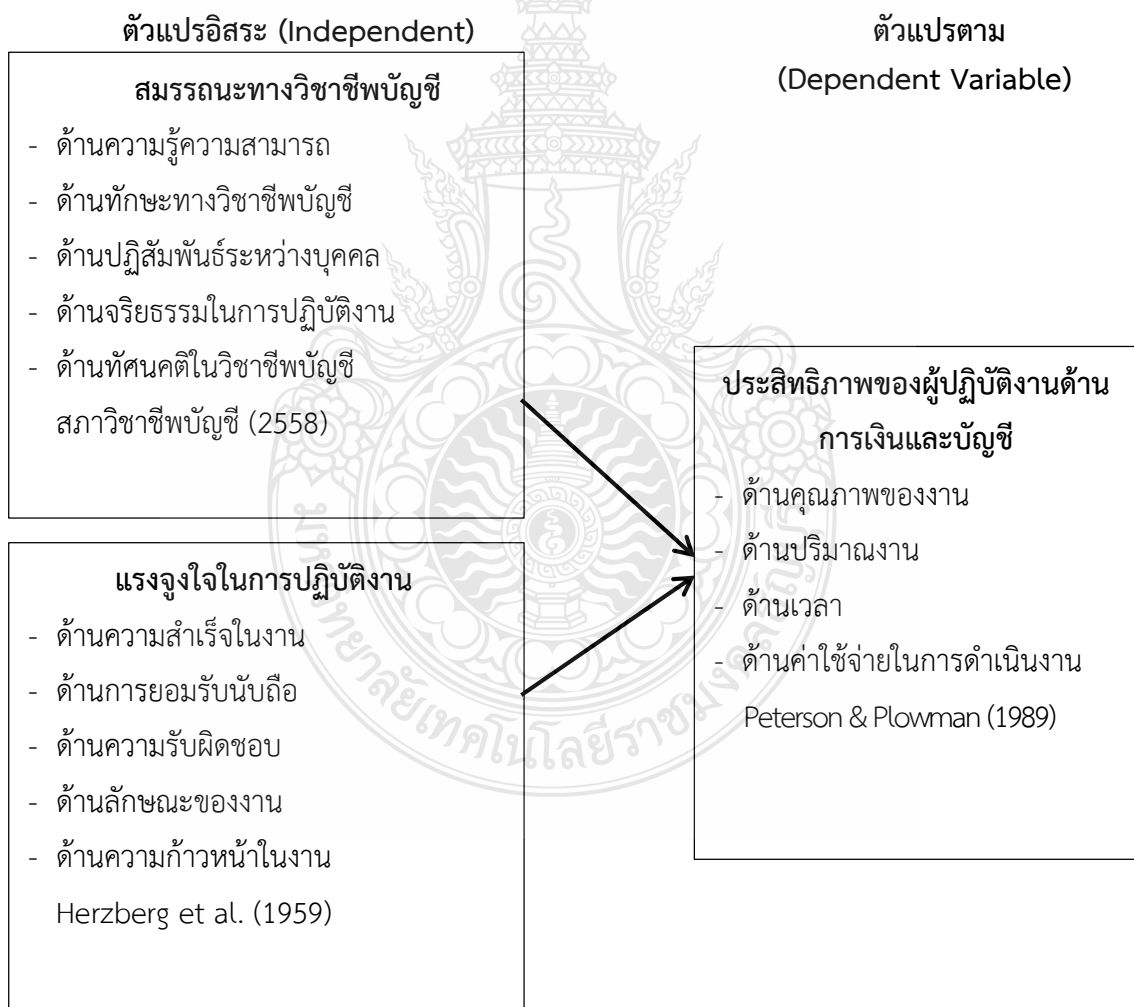 ตัวแปรอิสระ (Independent)
สมรรถนะทางวิชาชีพบัญชี
- ด้านความรู้ความสามารถ
- ด้านทักษะทางวิชาชีพบัญชี
- ด้านปฏิสัมพันธ์ระหว่างบุคคล
- ด้านจริยธรรมในการปฏิบัติงาน
- ด้านทัศนคติในวิชาชีพบัญชี
สภาวิชาชีพบัญชี (2558)
แรงจูงใจในการปฏิบัติงาน
- ด้านความสำเร็จในงาน
- ด้านการยอมรับนับถือ
- ด้านความรับผิดชอบ
- ด้านลักษณะของงาน
- ด้านความก้าวหน้าในงาน
Herzberg et al. (1959)
ตัวแปรตาม
(Dependent Variable)
ประสิทธิภาพของผู้ปฏิบัติงานด้าน
การเงินและบัญชี
- ด้านคุณภาพของงาน
- ด้านปริมาณงาน
- ด้านเวลา
- ด้านค่าใช้จ่ายในการดำเนินงาน
Peterson & Plowman (1989)